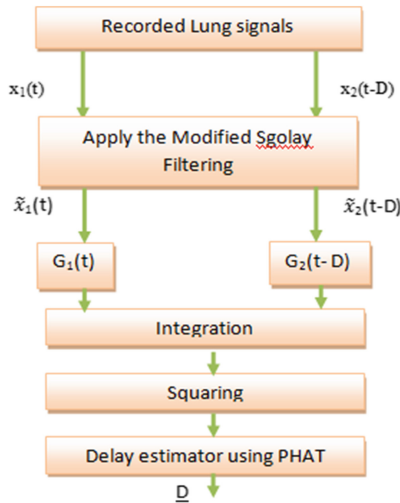 Recorded Lung signals
x₁(t) x₂(t-D)
Apply the Modified Sgolay
Filtering
x̃₁(t) x̃₂(t-D)
G₁(t) G₂(t- D)
Integration
Squaring
Delay estimator using PHAT
D